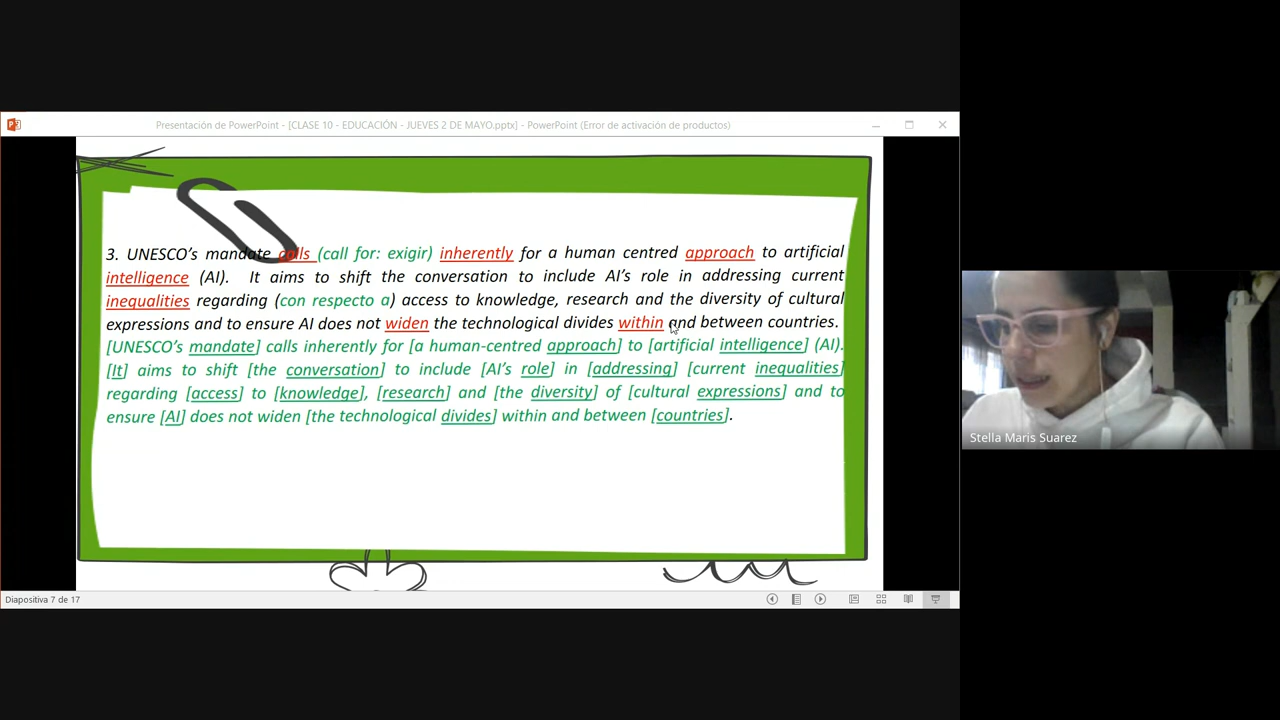 Presentación de PowerPoint - [CLASE 10 - EDUCACIÓN - JUEVES 2 DE MAYO.pptx] - PowerPoint (Error de activación de productos)
3. UNESCO's mandate calls (call for: exigir) inherently for a human centred approach to artificial
intelligence (AI). It aims to shift the conversation to include AI's role in addressing current
inequalities regarding (con respecto a) access to knowledge, research and the diversity of cultural
expressions and to ensure AI does not widen the technological divides within and between countries.
[UNESCO's mandate] calls inherently for [a human-centred approach] to [artificial intelligence] (AI).
[It] aims to shift [the conversation] to include [AI's role] in [addressing] [current inequalities]
regarding [access] to [knowledge], [research] and [the diversity] of [cultural expressions] and to
ensure [AI] does not widen [the technological divides] within and between [countries].
Stella Maris Suarez
Diapositiva 7 de 17